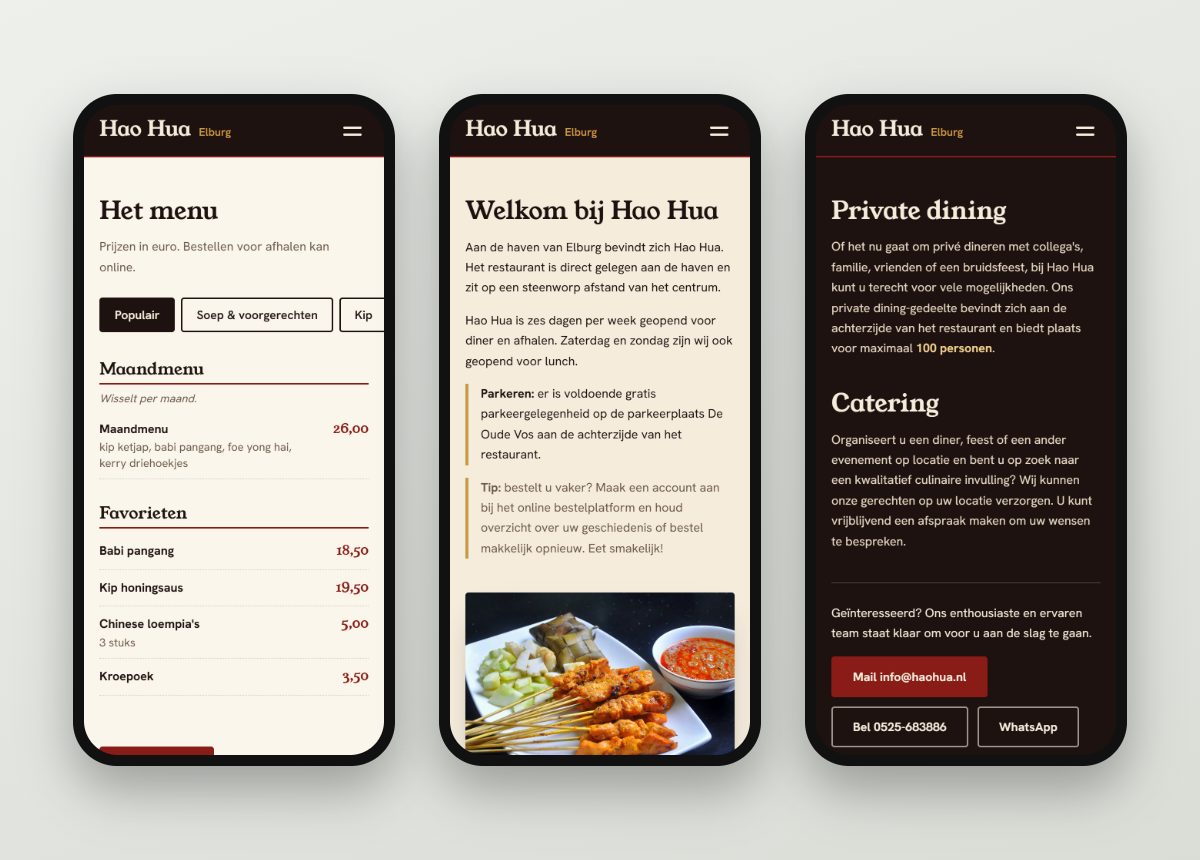 Hao Hua Elburg
Het menu
Prijzen in euro. Bestellen voor afhalen kan
online.
Populair
Soep & voorgerechten
Kip
Maandmenu
Wisselt per maand.
Maandmenu 26,00
kip ketjap, babi pangang, foe yong hai,
kerry driehoekjes
Favorieten
Babi pangang 18,50
Kip honingsaus 19,50
Chinese loempia's 5,00
3 stuks
Kroepoek 3,50
Hao Hua Elburg
Welkom bij Hao Hua
Aan de haven van Elburg bevindt zich Hao Hua.
Het restaurant is direct gelegen aan de haven en
zit op een steenworp afstand van het centrum.
Hao Hua is zes dagen per week geopend voor
diner en afhalen. Zaterdag en zondag zijn wij ook
geopend voor lunch.
Parkeren: er is voldoende gratis
parkeergelegenheid op de parkeerplaats De
Oude Vos aan de achterzijde van het
restaurant.
Tip: bestelt u vaker? Maak een account aan
bij het online bestelplatform en houd
overzicht over uw geschiedenis of bestel
makkelijk opnieuw. Eet smakelijk!
Hao Hua Elburg
Private dining
Of het nu gaat om privé dineren met collega's,
familie, vrienden of een bruidsfeest, bij Hao Hua
kunt u terecht voor vele mogelijkheden. Ons
private dining-gedeelte bevindt zich aan de
achterzijde van het restaurant en biedt plaats
voor maximaal 100 personen.
Catering
Organiseert u een diner, feest of een ander
evenement op locatie en bent u op zoek naar
een kwalitatief culinaire invulling? Wij kunnen
onze gerechten op uw locatie verzorgen. U kunt
vrijblijvend een afspraak maken om uw wensen
te bespreken.
Geïnteresseerd? Ons enthousiaste en ervaren
team staat klaar om voor u aan de slag te gaan.
Mail info@haohua.nl
Bel 0525-683886
WhatsApp